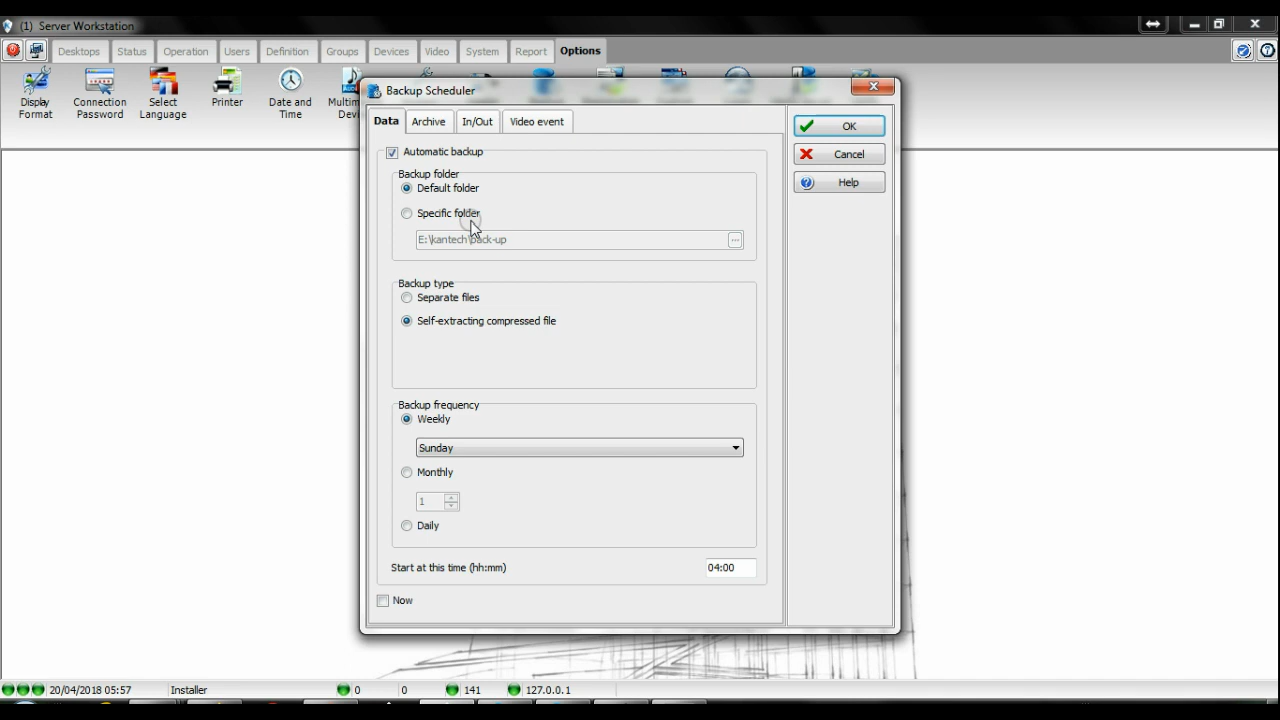 (1) Server Workstation
Desktops Status Operation Users Definition Groups Devices Video System Report Options
Display Format
Connection Password
Select Language
Printer
Date and Time
Backup Scheduler
Data Archive In/Out Video event
OK
Cancel
Help
Automatic backup
Backup folder
Default folder
Specific folder
E:\kantech\back-up
...
Backup type
Separate files
Self-extracting compressed file
Backup frequency
Weekly
Sunday
Monthly
1
Daily
Start at this time (hh:mm) 04:00
Now
20/04/2018 05:57 Installer 0 0 141 127.0.0.1